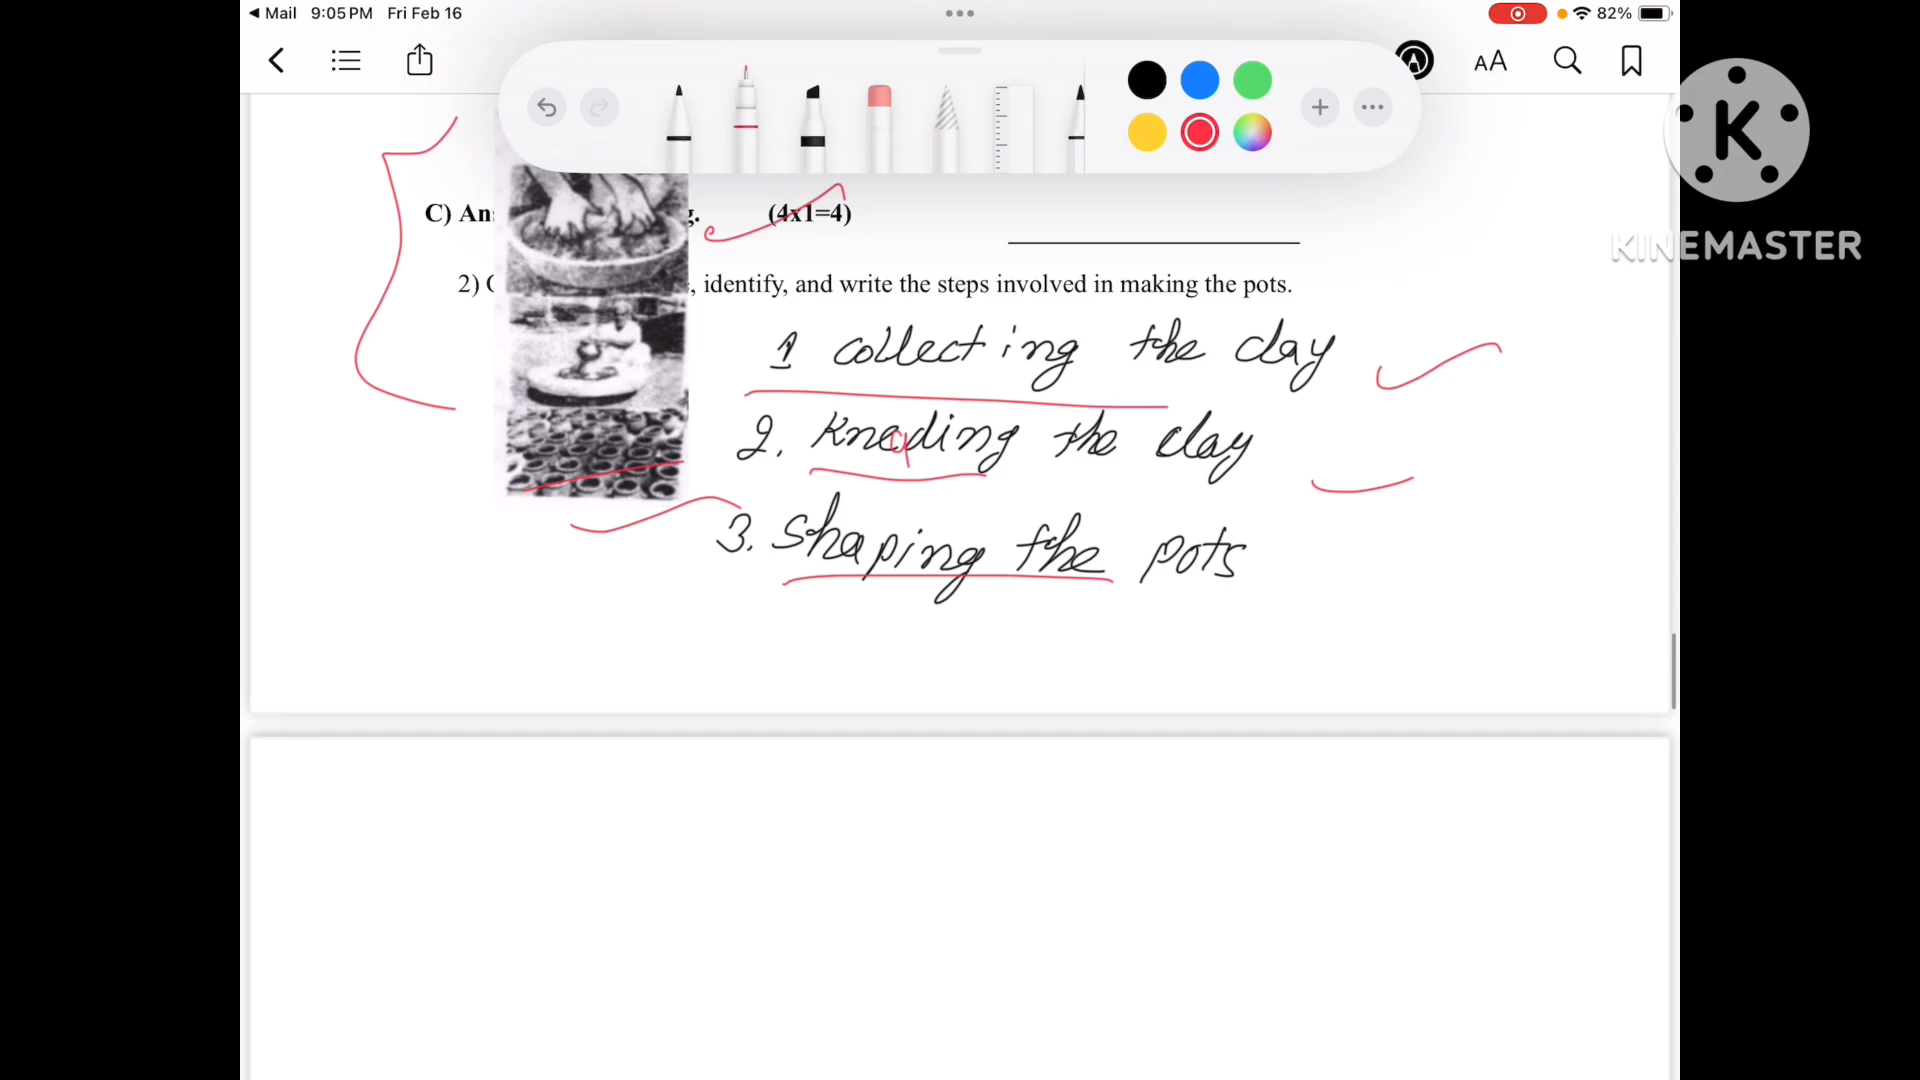 Mail 9:05 PM Fri Feb 16
82%
AA
K
KINEMASTER
C) An g. (4x1=4)
2) , identify, and write the steps involved in making the pots.
1 collecting the clay
2. Kneading the clay
3. Shaping the pots